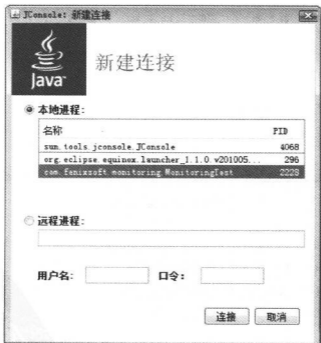 JConsole: 新建连接
Java
新建连接
本地进程:
名称 PID
sun.tools.jconsole.JConsole 4068
org.eclipse.equinox.launcher_1.1.0.v201005... 296
com.fenixsoft.monitoring.MonitoringTest 2228
远程进程:
用户名: 口令:
连接 取消